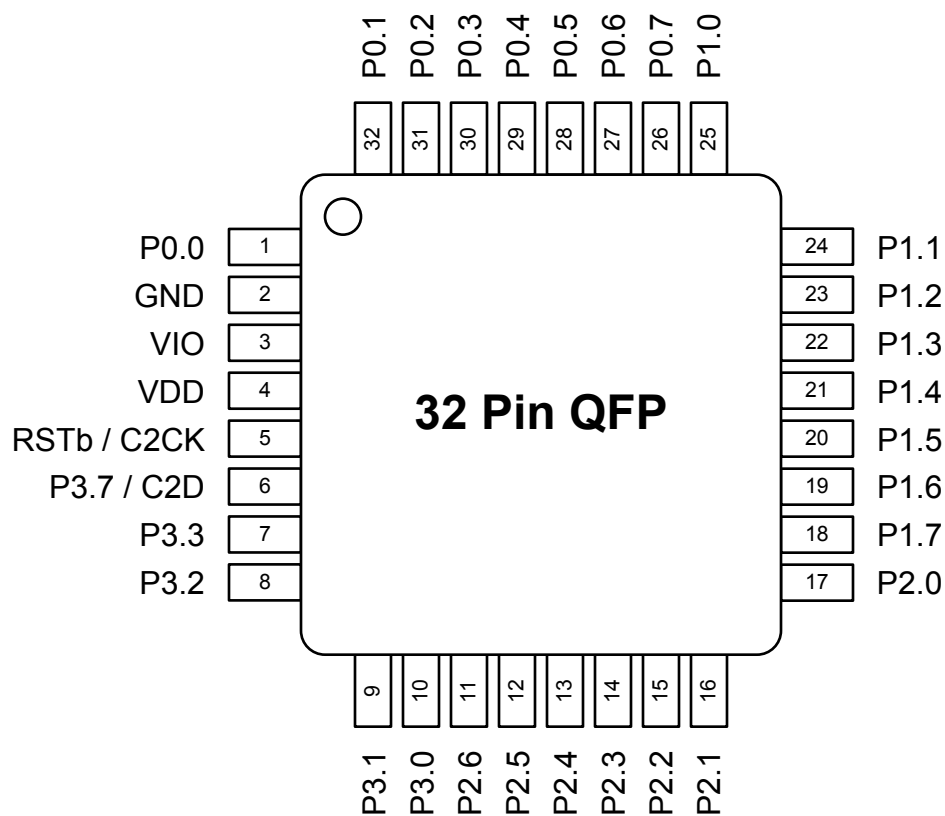 P0.1 P0.2 P0.3 P0.4 P0.5 P0.6 P0.7 P1.0
32 31 30 29 28 27 26 25
P0.0 1 24 P1.1
GND 2 23 P1.2
VIO 3 22 P1.3
VDD 4 21 P1.4
32 Pin QFP
RSTb / C2CK 5 20 P1.5
P3.7 / C2D 6 19 P1.6
P3.3 7 18 P1.7
P3.2 8 17 P2.0
9 10 11 12 13 14 15 16
P3.1 P3.0 P2.6 P2.5 P2.4 P2.3 P2.2 P2.1